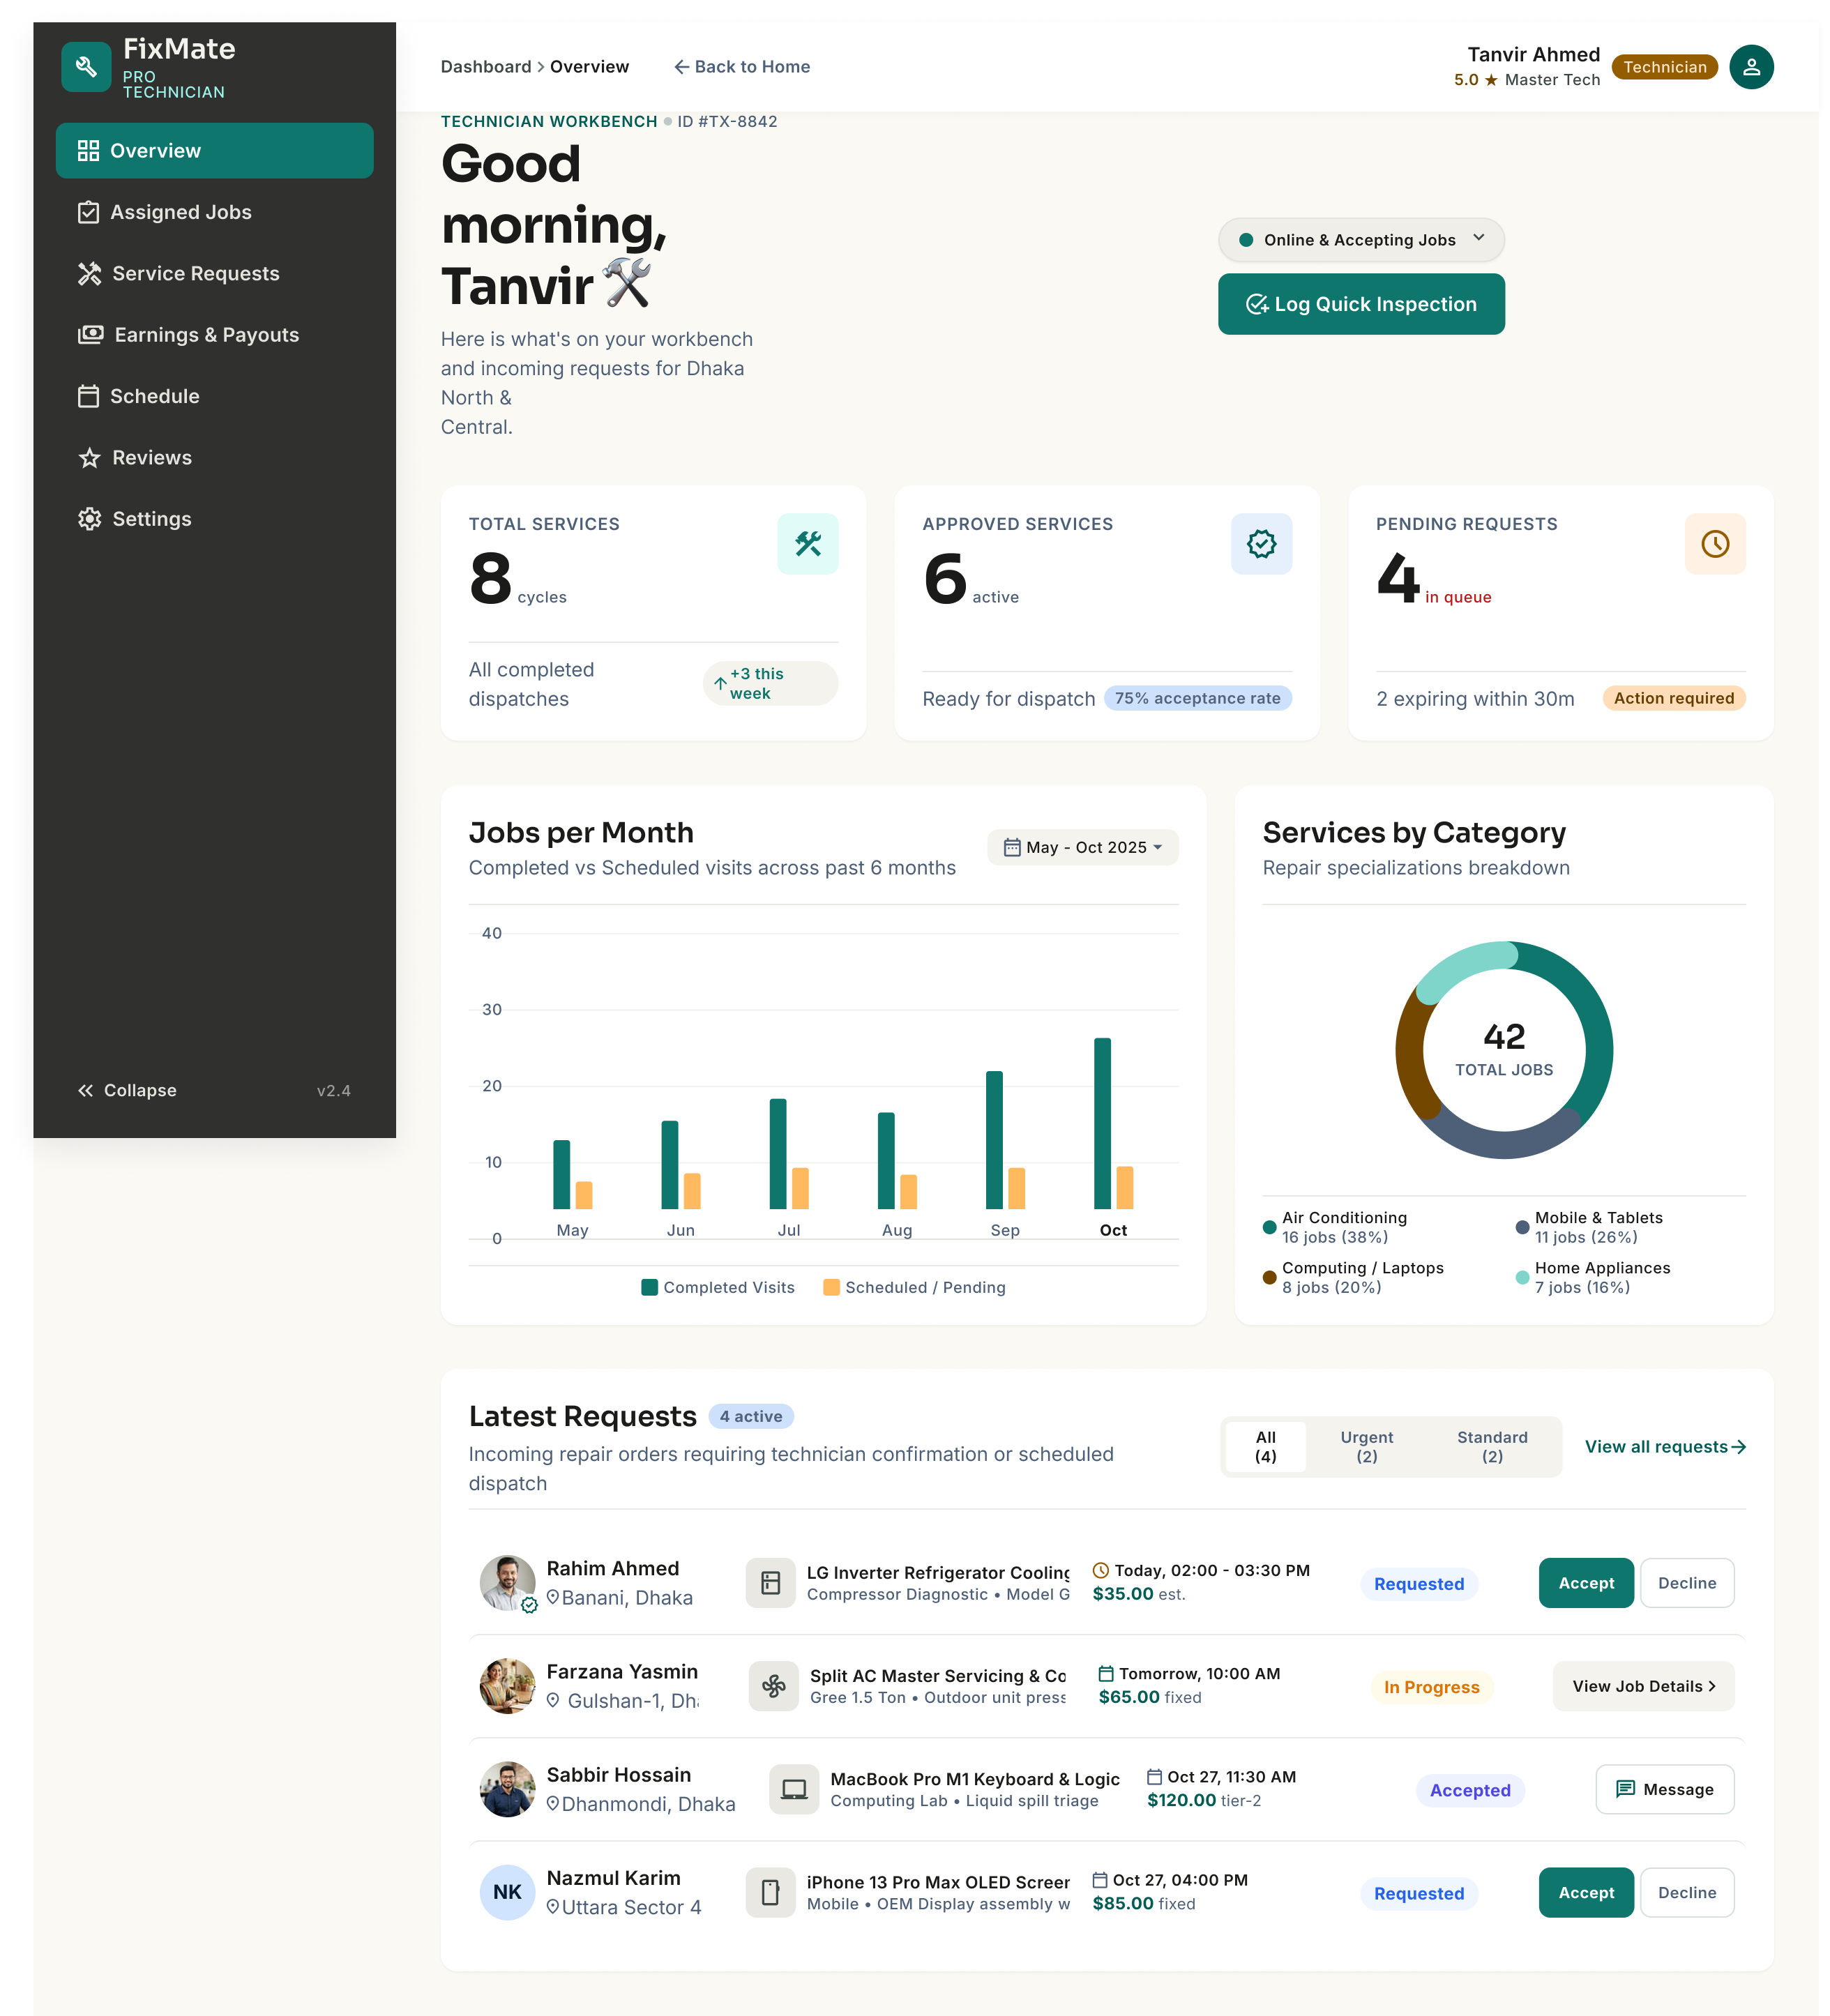 FixMate
PRO
TECHNICIAN
Overview
Assigned Jobs
Service Requests
Earnings & Payouts
Schedule
Reviews
Settings
Collapse
v2.4
Dashboard > Overview
← Back to Home
Tanvir Ahmed
5.0 ★ Master Tech
Technician
TECHNICIAN WORKBENCH ● ID #TX-8842
Good
morning,
Tanvir 🛠️
Here is what's on your workbench
and incoming requests for Dhaka
North &
Central.
Online & Accepting Jobs
Log Quick Inspection
TOTAL SERVICES
8 cycles
All completed
dispatches
+3 this
week
APPROVED SERVICES
6 active
Ready for dispatch
75% acceptance rate
PENDING REQUESTS
4 in queue
2 expiring within 30m
Action required
Jobs per Month
Completed vs Scheduled visits across past 6 months
May - Oct 2025
40
30
20
10
0
May
Jun
Jul
Aug
Sep
Oct
Completed Visits
Scheduled / Pending
Services by Category
Repair specializations breakdown
42
TOTAL JOBS
Air Conditioning
16 jobs (38%)
Mobile & Tablets
11 jobs (26%)
Computing / Laptops
8 jobs (20%)
Home Appliances
7 jobs (16%)
Latest Requests
4 active
Incoming repair orders requiring technician confirmation or scheduled
dispatch
All
(4)
Urgent
(2)
Standard
(2)
View all requests →
Rahim Ahmed
Banani, Dhaka
LG Inverter Refrigerator Cooling
Compressor Diagnostic • Model G
Today, 02:00 - 03:30 PM
$35.00 est.
Requested
Accept
Decline
Farzana Yasmin
Gulshan-1, Dh
Split AC Master Servicing & Co
Gree 1.5 Ton • Outdoor unit press
Tomorrow, 10:00 AM
$65.00 fixed
In Progress
View Job Details >
Sabbir Hossain
Dhanmondi, Dhaka
MacBook Pro M1 Keyboard & Logic
Computing Lab • Liquid spill triage
Oct 27, 11:30 AM
$120.00 tier-2
Accepted
Message
NK
Nazmul Karim
Uttara Sector 4
iPhone 13 Pro Max OLED Screen
Mobile • OEM Display assembly w
Oct 27, 04:00 PM
$85.00 fixed
Requested
Accept
Decline